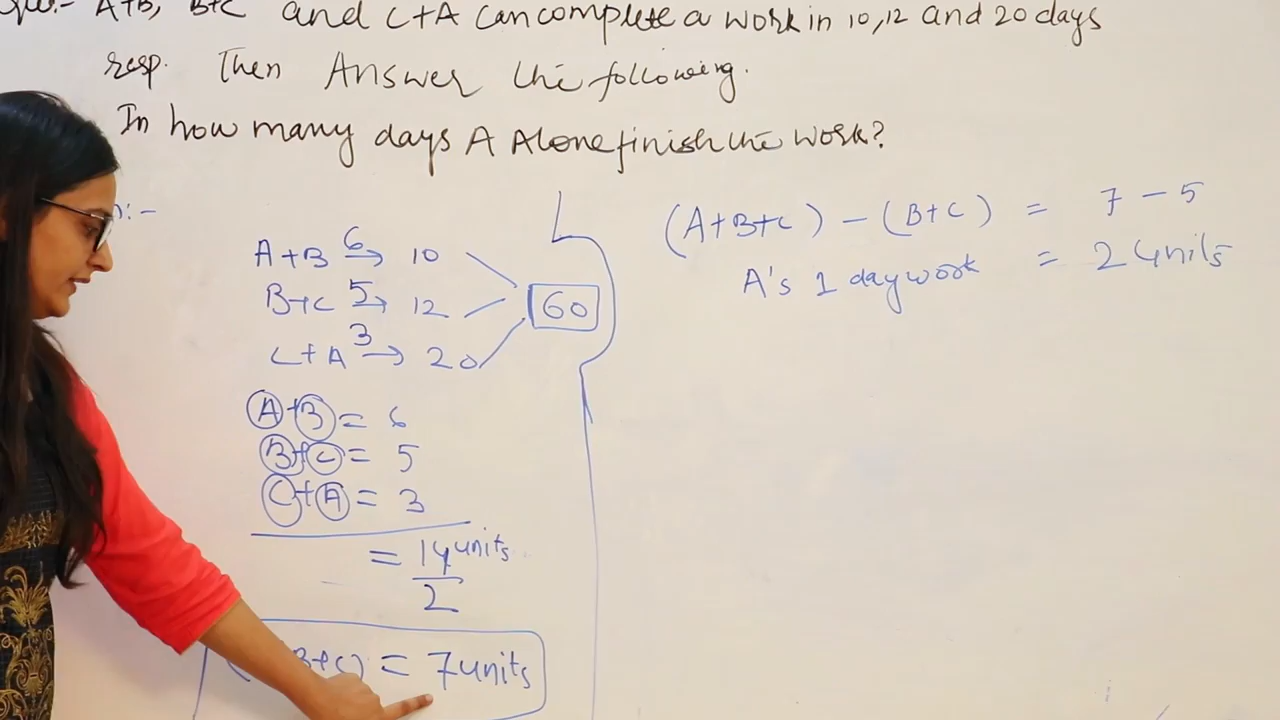 Ques.- A+B, B+C and C+A can complete a work in 10, 12 and 20 days
resp. Then Answer the following.
In how many days A Alone finish the work?
:-
A+B 6→ 10
B+C 5→ 12
C+A 3→ 20
60
A+B = 6
B+C = 5
C+A = 3
= 14 units
2
B+C) = 7 units
(A+B+C) - (B+C) = 7 - 5
A's 1 day work = 2 units